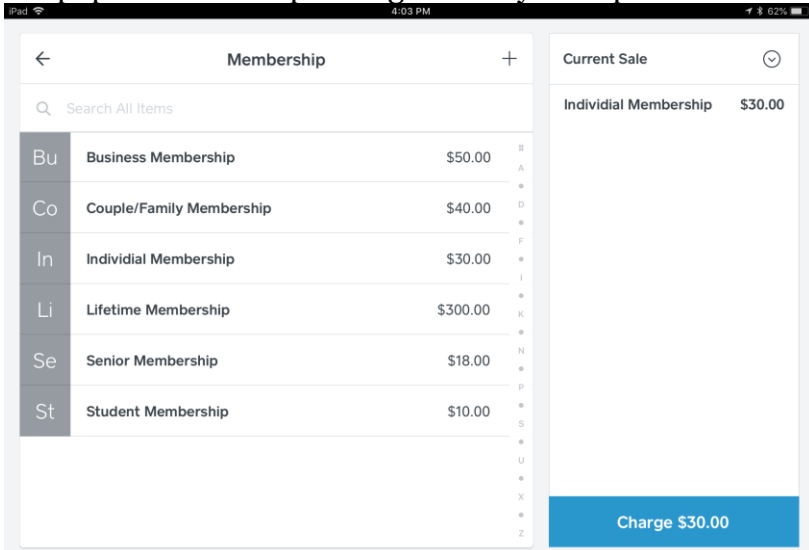 iPad 4:03 PM 62%
Membership
Search All Items
Bu Business Membership $50.00
Co Couple/Family Membership $40.00
In Individial Membership $30.00
Li Lifetime Membership $300.00
Se Senior Membership $18.00
St Student Membership $10.00
#
A
D
F
I
K
N
P
S
U
X
Z
Current Sale
Individial Membership $30.00
Charge $30.00